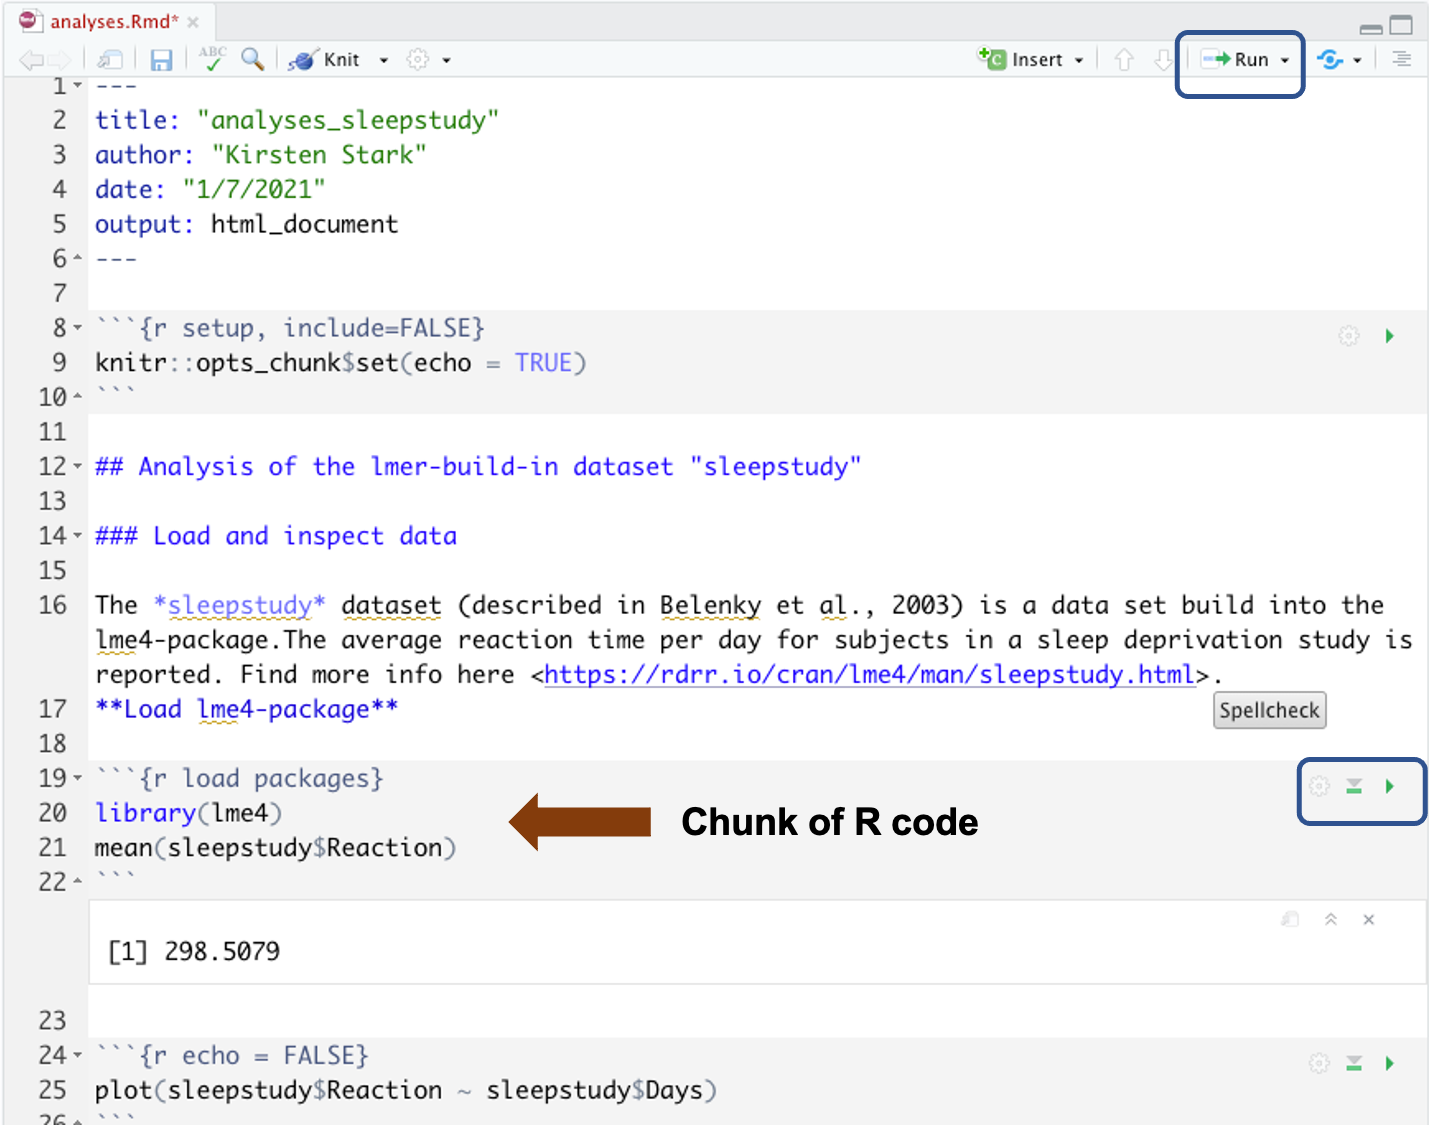 analyses.Rmd*
ABC Knit Insert Run
1 ---
2 title: "analyses_sleepstudy"
3 author: "Kirsten Stark"
4 date: "1/7/2021"
5 output: html_document
6 ---
7
8 ```{r setup, include=FALSE}
9 knitr::opts_chunk$set(echo = TRUE)
10 ```
11
12 ## Analysis of the lmer-build-in dataset "sleepstudy"
13
14 ### Load and inspect data
15
16 The *sleepstudy* dataset (described in Belenky et al., 2003) is a data set build into the
lme4-package.The average reaction time per day for subjects in a sleep deprivation study is
reported. Find more info here <https://rdrr.io/cran/lme4/man/sleepstudy.html>.
17 **Load lme4-package**
Spellcheck
18
19 ```{r load packages}
20 library(lme4)
Chunk of R code
21 mean(sleepstudy$Reaction)
22 ```
[1] 298.5079
23
24 ```{r echo = FALSE}
25 plot(sleepstudy$Reaction ~ sleepstudy$Days)
26 ```